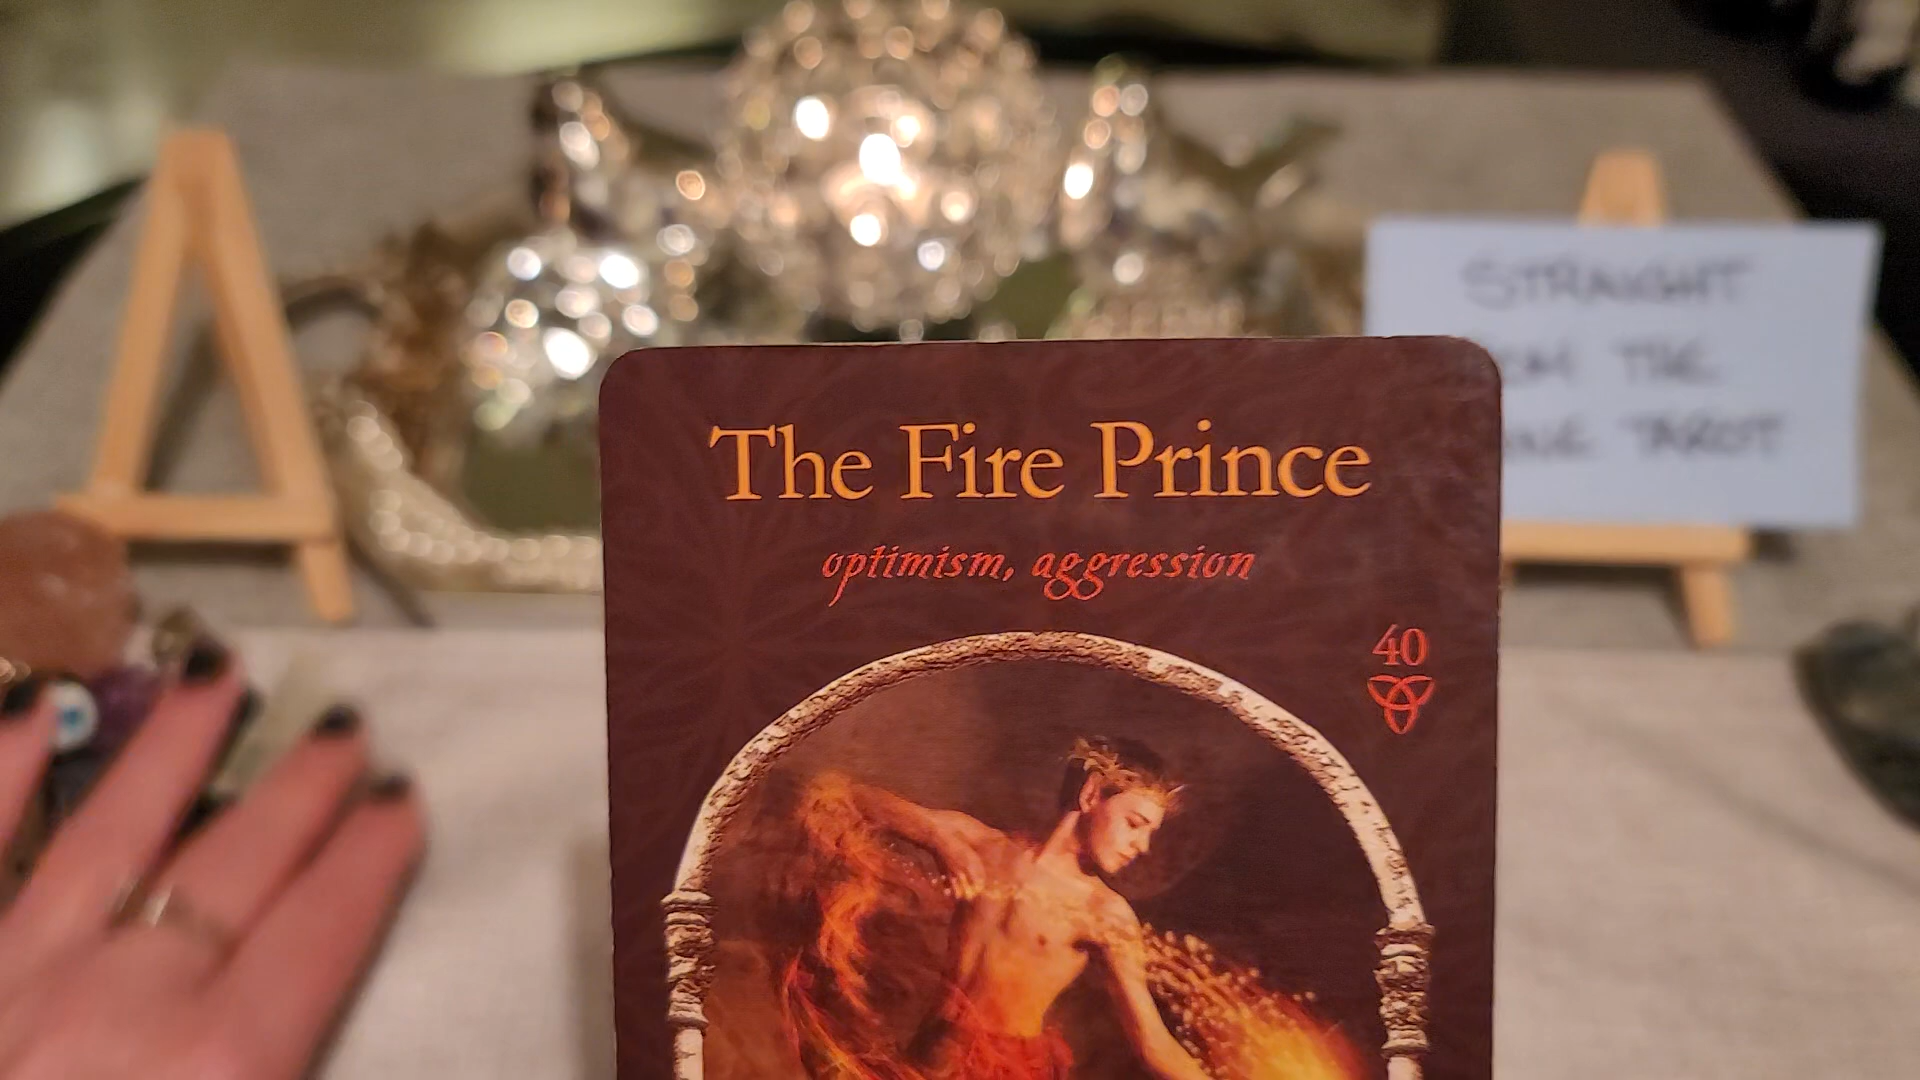 The Fire Prince
optimism, aggression
40
STRAIGHT
THE
TAROT